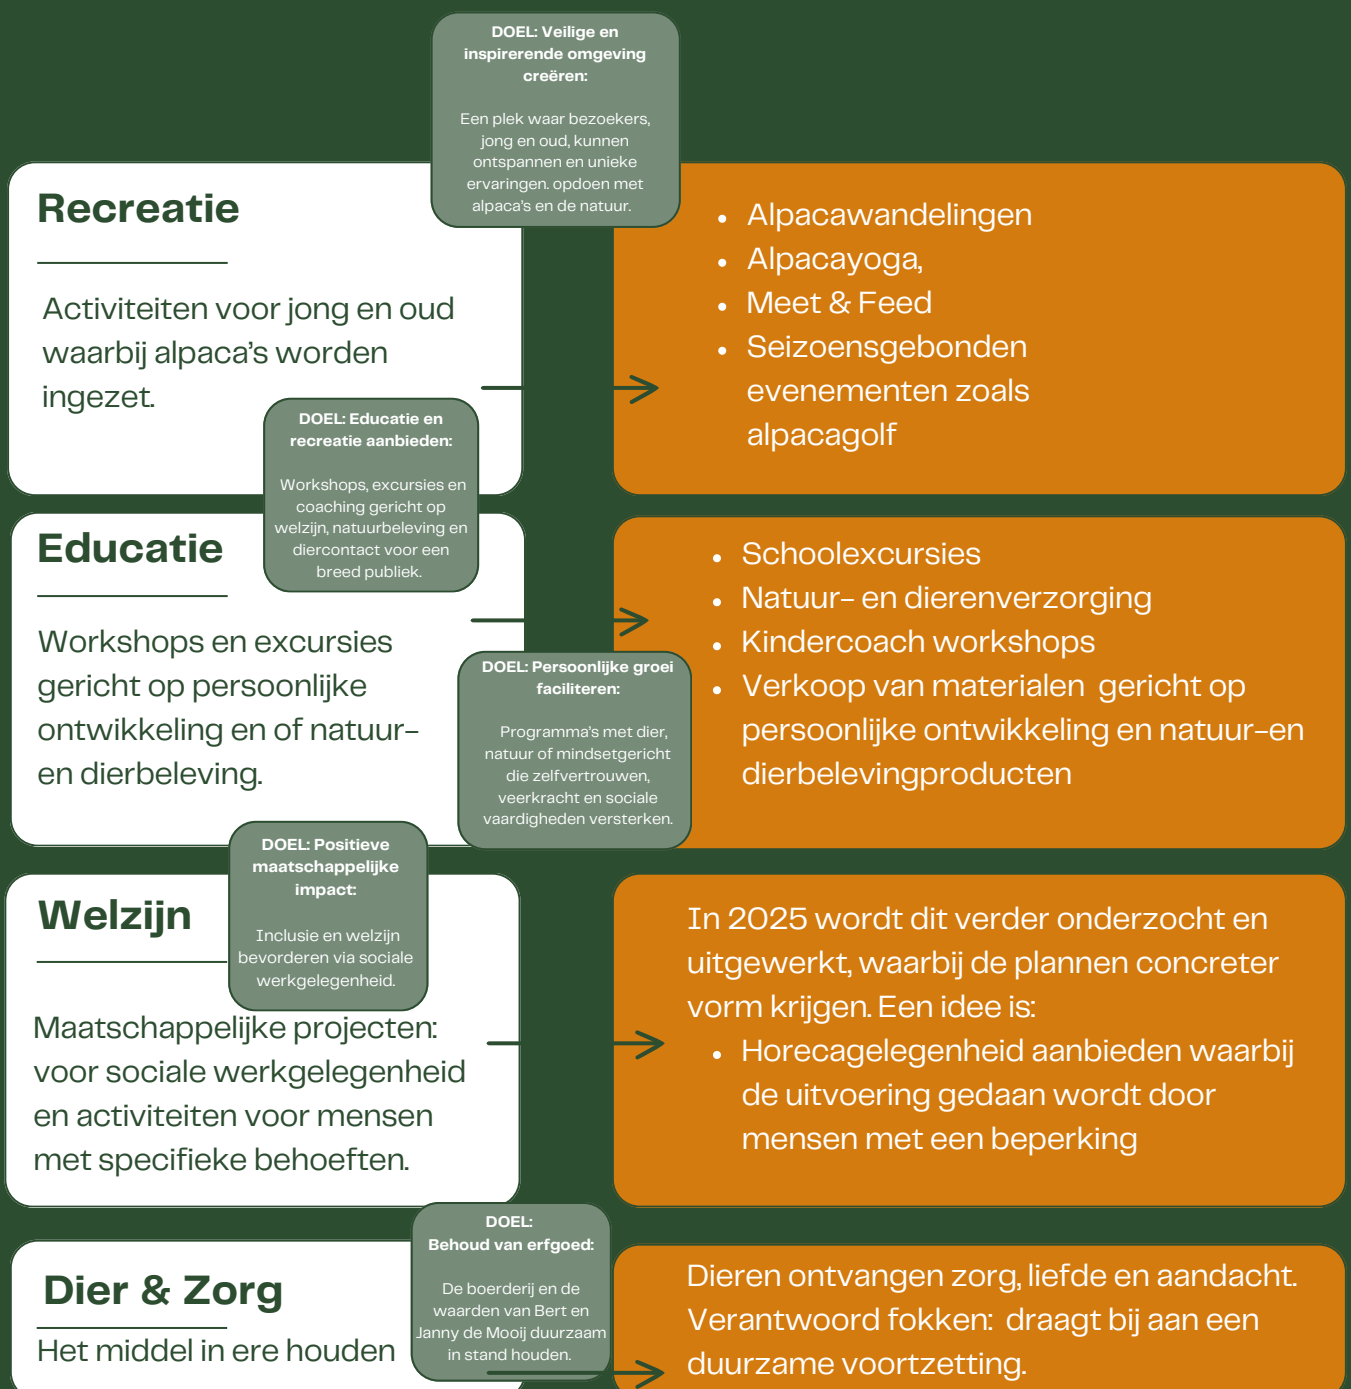 DOEL: Veilige en
inspirerende omgeving
creëren:
Een plek waar bezoekers,
jong en oud, kunnen
ontspannen en unieke
ervaringen. opdoen met
alpaca's en de natuur.
Recreatie
Activiteiten voor jong en oud
waarbij alpaca's worden
ingezet.
• Alpacawandelingen
• Alpacayoga,
• Meet & Feed
• Seizoensgebonden
evenementen zoals
alpacagolf
DOEL: Educatie en
recreatie aanbieden:
Workshops, excursies en
coaching gericht op
welzijn, natuurbeleving en
diercontact voor een
breed publiek.
Educatie
Workshops en excursies
gericht op persoonlijke
ontwikkeling en of natuur-
en dierbeleving.
• Schoolexcursies
• Natuur- en dierenverzorging
• Kindercoach workshops
• Verkoop van materialen  gericht op
persoonlijke ontwikkeling en natuur-en
dierbelevingproducten
DOEL: Persoonlijke groei
faciliteren:
Programma's met dier,
natuur of mindsetgericht
die zelfvertrouwen,
veerkracht en sociale
vaardigheden versterken.
DOEL: Positieve
maatschappelijke
impact:
Inclusie en welzijn
bevorderen via sociale
werkgelegenheid.
Welzijn
Maatschappelijke projecten:
voor sociale werkgelegenheid
en activiteiten voor mensen
met specifieke behoeften.
In 2025 wordt dit verder onderzocht en
uitgewerkt, waarbij de plannen concreter
vorm krijgen. Een idee is:
• Horecagelegenheid aanbieden waarbij
de uitvoering gedaan wordt door
mensen met een beperking
DOEL:
Behoud van erfgoed:
De boerderij en de
waarden van Bert en
Janny de Mooij duurzaam
in stand houden.
Dier & Zorg
Het middel in ere houden
Dieren ontvangen zorg, liefde en aandacht.
Verantwoord fokken:  draagt bij aan een
duurzame voortzetting.